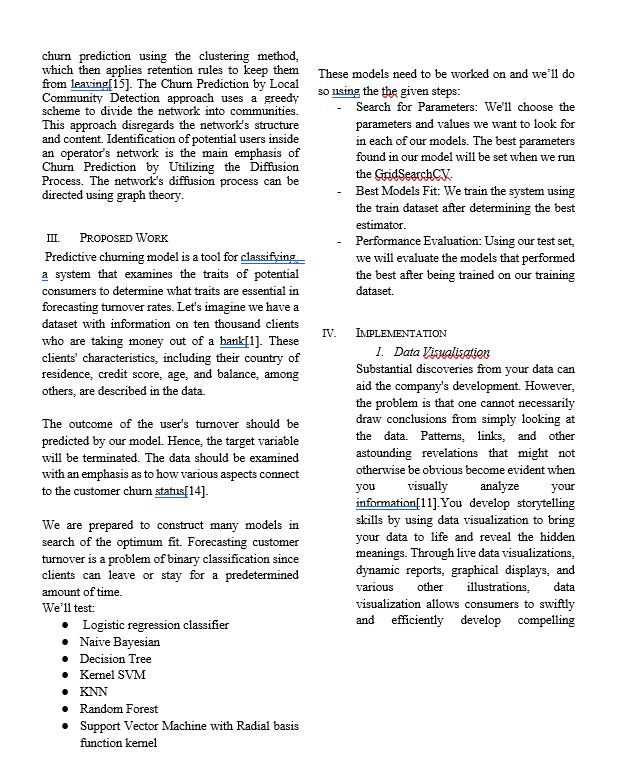 churn prediction using the clustering method,
which then applies retention rules to keep them
from leaving[15]. The Churn Prediction by Local
Community Detection approach uses a greedy
scheme to divide the network into communities.
This approach disregards the network's structure
and content. Identification of potential users inside
an operator's network is the main emphasis of
Churn Prediction by Utilizing the Diffusion
Process. The network's diffusion process can be
directed using graph theory.
III. PROPOSED WORK
Predictive churning model is a tool for classifying
a system that examines the traits of potential
consumers to determine what traits are essential in
forecasting turnover rates. Let's imagine we have a
dataset with information on ten thousand clients
who are taking money out of a bank[1]. These
clients' characteristics, including their country of
residence, credit score, age, and balance, among
others, are described in the data.
The outcome of the user's turnover should be
predicted by our model. Hence, the target variable
will be terminated. The data should be examined
with an emphasis as to how various aspects connect
to the customer churn status[14].
We are prepared to construct many models in
search of the optimum fit. Forecasting customer
turnover is a problem of binary classification since
clients can leave or stay for a predetermined
amount of time.
We'll test:
● Logistic regression classifier
● Naive Bayesian
● Decision Tree
● Kernel SVM
● KNN
● Random Forest
● Support Vector Machine with Radial basis
function kernel
These models need to be worked on and we'll do
so using the the given steps:
- Search for Parameters: We'll choose the
parameters and values we want to look for
in each of our models. The best parameters
found in our model will be set when we run
the GridSearchCV.
- Best Models Fit: We train the system using
the train dataset after determining the best
estimator.
- Performance Evaluation: Using our test set,
we will evaluate the models that performed
the best after being trained on our training
dataset.
IV. IMPLEMENTATION
1. Data Visualisation
Substantial discoveries from your data can
aid the company's development. However,
the problem is that one cannot necessarily
draw conclusions from simply looking at
the data. Patterns, links, and other
astounding revelations that might not
otherwise be obvious become evident when
you visually analyze your
information[11].You develop storytelling
skills by using data visualization to bring
your data to life and reveal the hidden
meanings. Through live data visualizations,
dynamic reports, graphical displays, and
various other illustrations, data
visualization allows consumers to swiftly
and efficiently develop compelling